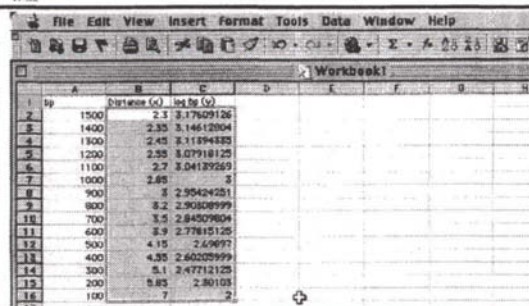 File Edit View Insert Format Tools Data Window Help
Workbook1
A B C D E F G
1 bp Distance (x) log bp (y)
2 1500 2.3 3.17609126
3 1400 2.35 3.14612804
4 1300 2.45 3.11394335
5 1200 2.55 3.07918125
6 1100 2.7 3.04139269
7 1000 2.85 3
8 900 3 2.95424251
9 800 3.2 2.90308999
10 700 3.5 2.84509804
11 600 3.9 2.77815125
12 500 4.15 2.69897
13 400 4.55 2.60205999
14 300 5.1 2.47712125
15 200 5.85 2.30103
16 100 7 2